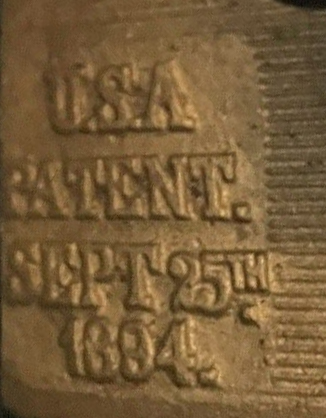 U.S.A
PATENT.
SEPT 25TH
1894.